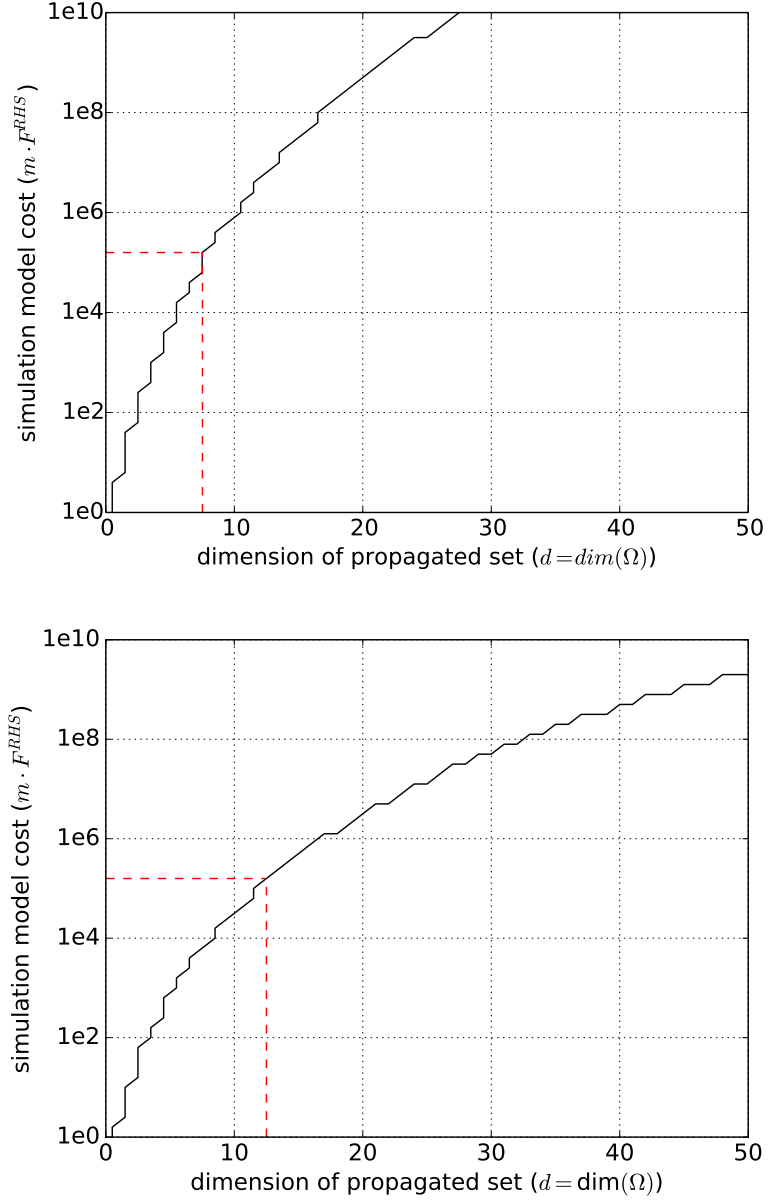 1e10
1e8
1e6
1e4
1e2
1e0
0 10 20 30 40 50
simulation model cost (m · F^RHS)
dimension of propagated set (d = dim(Ω))
1e10
1e8
1e6
1e4
1e2
1e0
0 10 20 30 40 50
simulation model cost (m · F^RHS)
dimension of propagated set (d = dim(Ω))